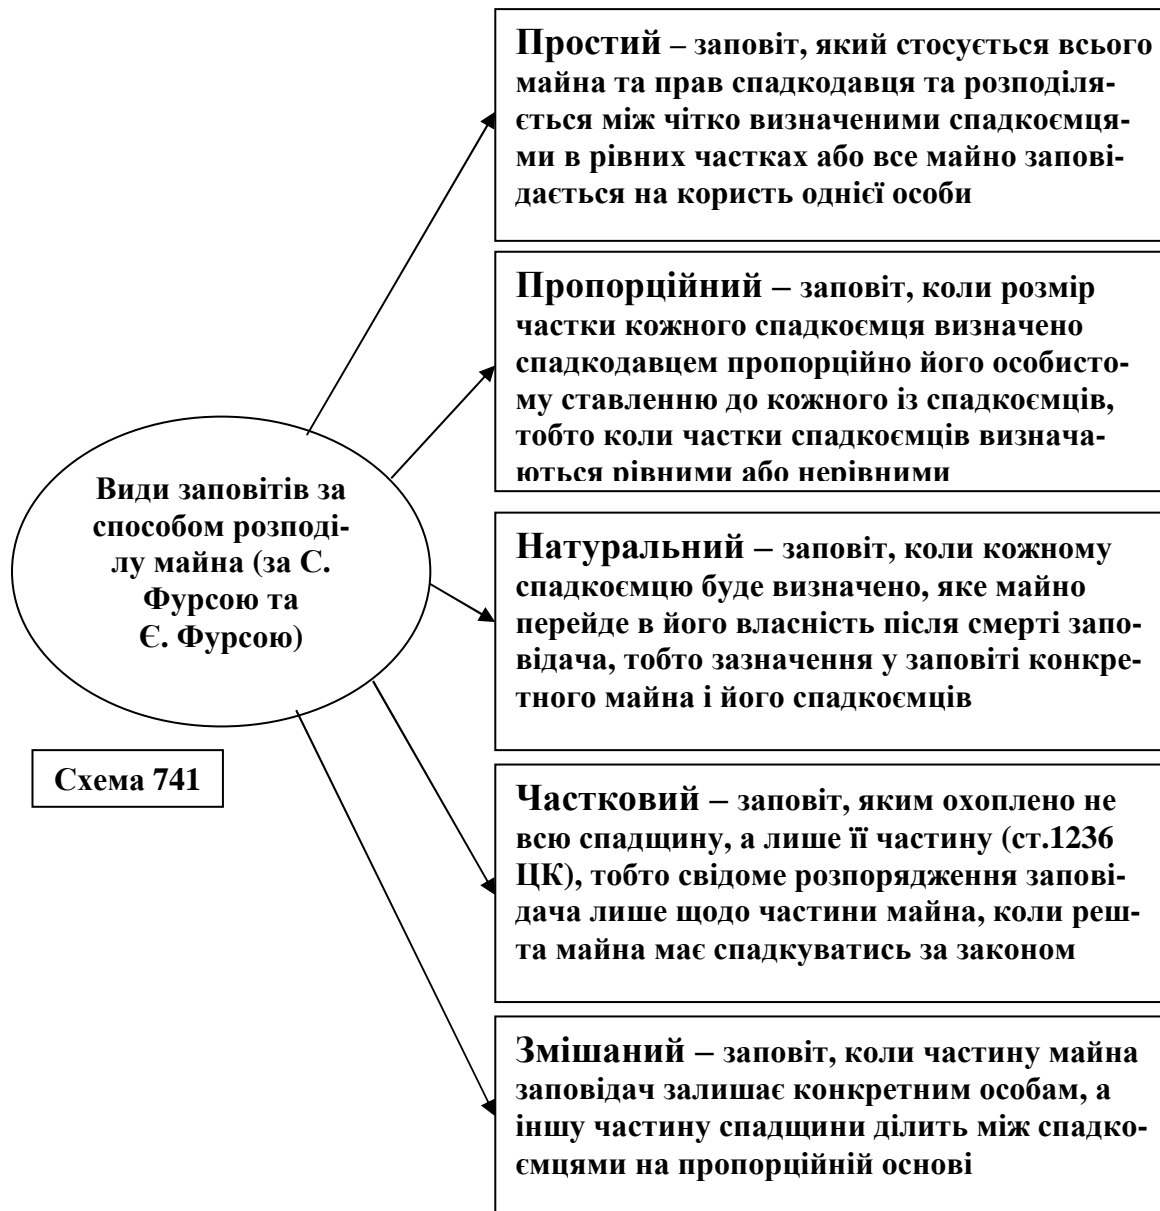 Простий – заповіт, який стосується всього
майна та прав спадкодавця та розподіля-
ється між чітко визначеними спадкоємця-
ми в рівних частках або все майно запові-
дається на користь однієї особи
Пропорційний – заповіт, коли розмір
частки кожного спадкоємця визначено
спадкодавцем пропорційно його особисто-
му ставленню до кожного із спадкоємців,
тобто коли частки спадкоємців визнача-
ються рівними або нерівними
Види заповітів за
способом розподі-
лу майна (за С.
Фурсою та
Є. Фурсою)
Натуральний – заповіт, коли кожному
спадкоємцю буде визначено, яке майно
перейде в його власність після смерті запо-
відача, тобто зазначення у заповіті конкре-
тного майна і його спадкоємців
Схема 741
Частковий – заповіт, яким охоплено не
всю спадщину, а лише її частину (ст.1236
ЦК), тобто свідоме розпорядження запові-
дача лише щодо частини майна, коли реш-
та майна має спадкуватись за законом
Змішаний – заповіт, коли частину майна
заповідач залишає конкретним особам, а
іншу частину спадщини ділить між спадко-
ємцями на пропорційній основі